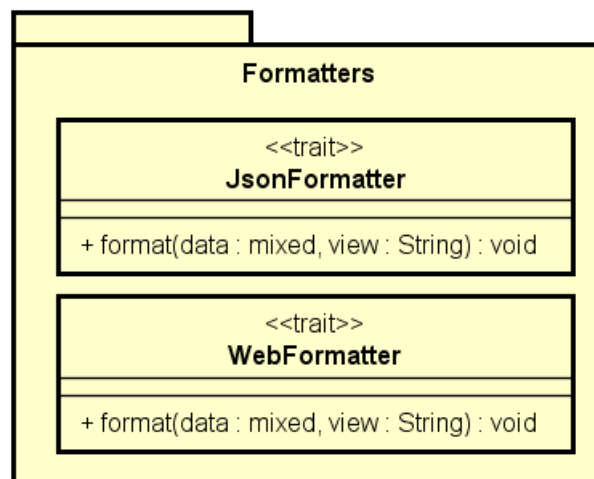 Formatters
<<trait>>
JsonFormatter
+ format(data : mixed, view : String) : void
<<trait>>
WebFormatter
+ format(data : mixed, view : String) : void